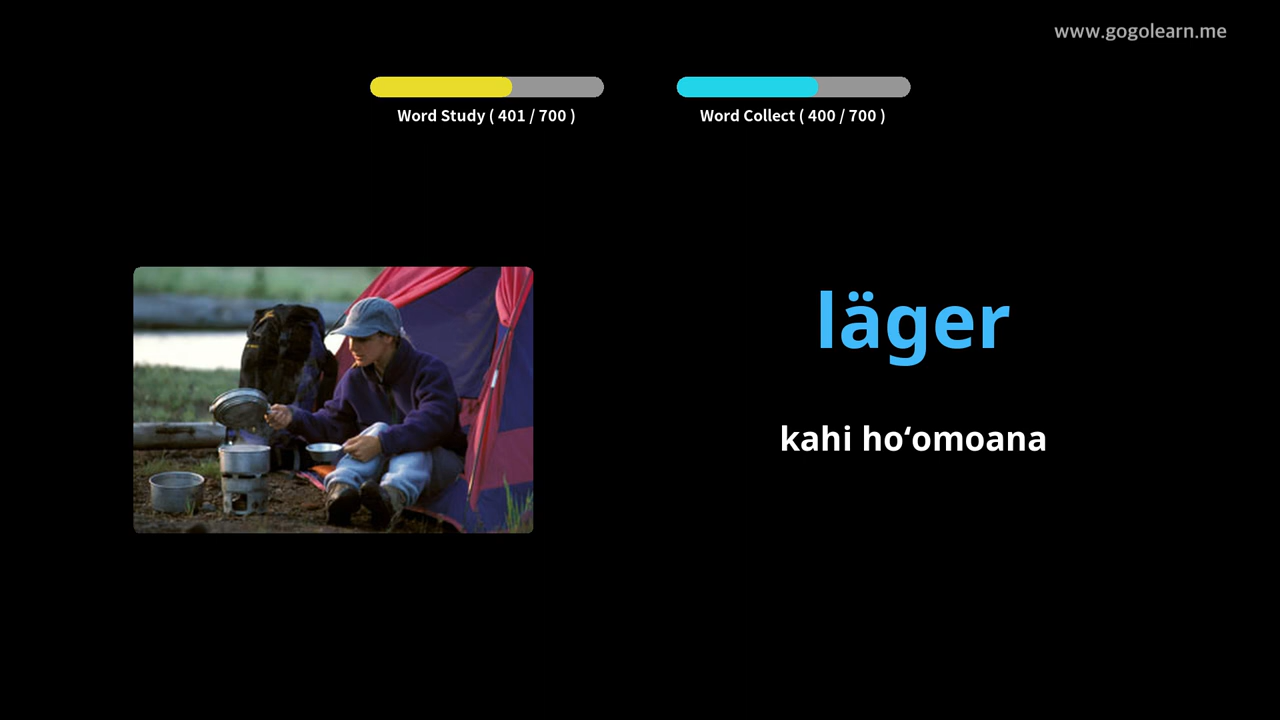 www.gogolearn.me
Word Study ( 401 / 700 )
Word Collect ( 400 / 700 )
läger
kahi hoʻomoana